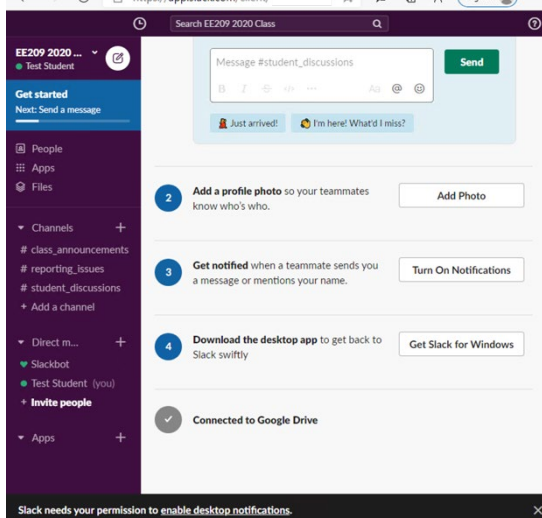 Search EE209 2020 Class
EE209 2020 ...
Test Student
Get started
Next: Send a message
People
Apps
Files
Channels
# class_announcements
# reporting_issues
# student_discussions
+ Add a channel
Direct m...
Slackbot
Test Student (you)
+ Invite people
Apps
Message #student_discussions
Send
Just arrived!
I'm here! What'd I miss?
2
Add a profile photo so your teammates
know who's who.
Add Photo
3
Get notified when a teammate sends you
a message or mentions your name.
Turn On Notifications
4
Download the desktop app to get back to
Slack swiftly
Get Slack for Windows
Connected to Google Drive
Slack needs your permission to enable desktop notifications.